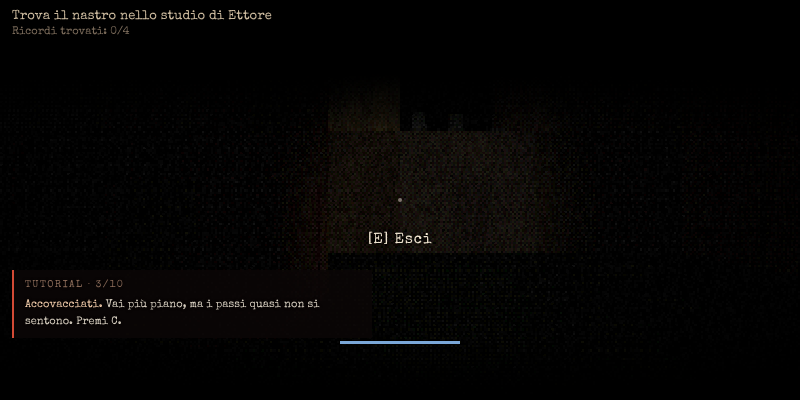 Trova il nastro nello studio di Ettore
Ricordi trovati: 0/4
[E] Esci
TUTORIAL · 3/10
Accovacciati. Vai più piano, ma i passi quasi non si
sentono. Premi C.